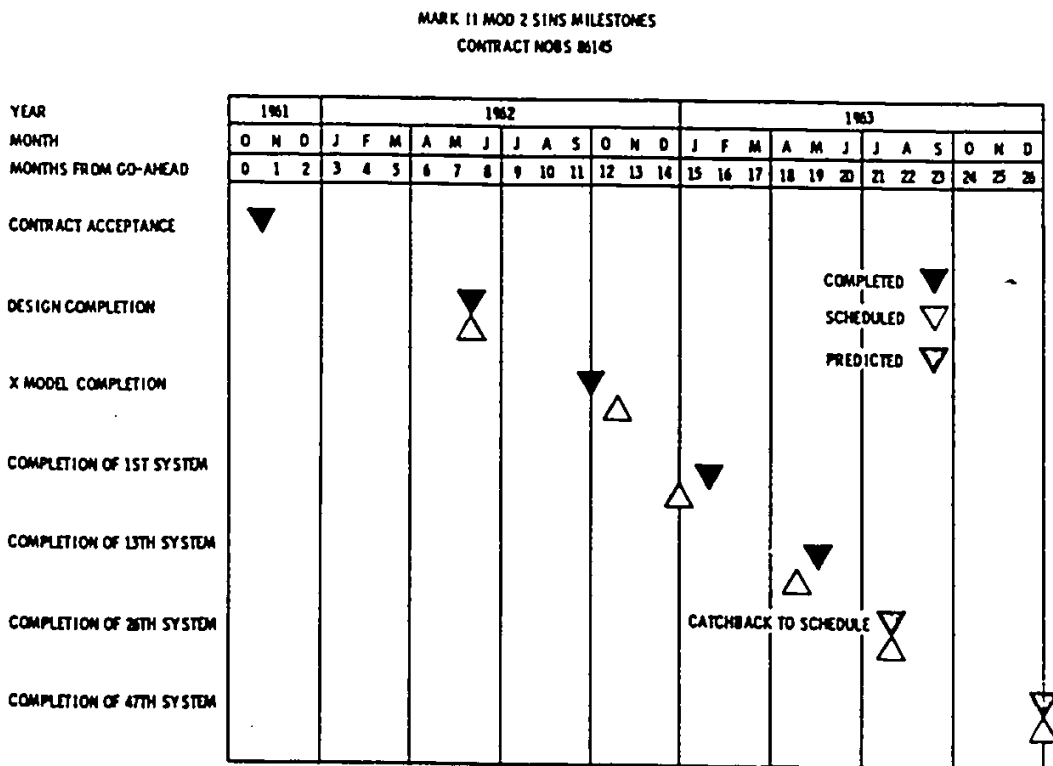 MARK II MOD 2 SINS MILESTONES
CONTRACT NOBS 86145
YEAR 1961 1962 1963
MONTH O N D J F M A M J J A S O N D J F M A M J J A S O N D
MONTHS FROM GO-AHEAD 0 1 2 3 4 5 6 7 8 9 10 11 12 13 14 15 16 17 18 19 20 21 22 23 24 25 26
CONTRACT ACCEPTANCE
COMPLETED
DESIGN COMPLETION
SCHEDULED
PREDICTED
X MODEL COMPLETION
COMPLETION OF 1ST SYSTEM
COMPLETION OF 13TH SYSTEM
COMPLETION OF 26TH SYSTEM CATCHBACK TO SCHEDULE
COMPLETION OF 47TH SYSTEM